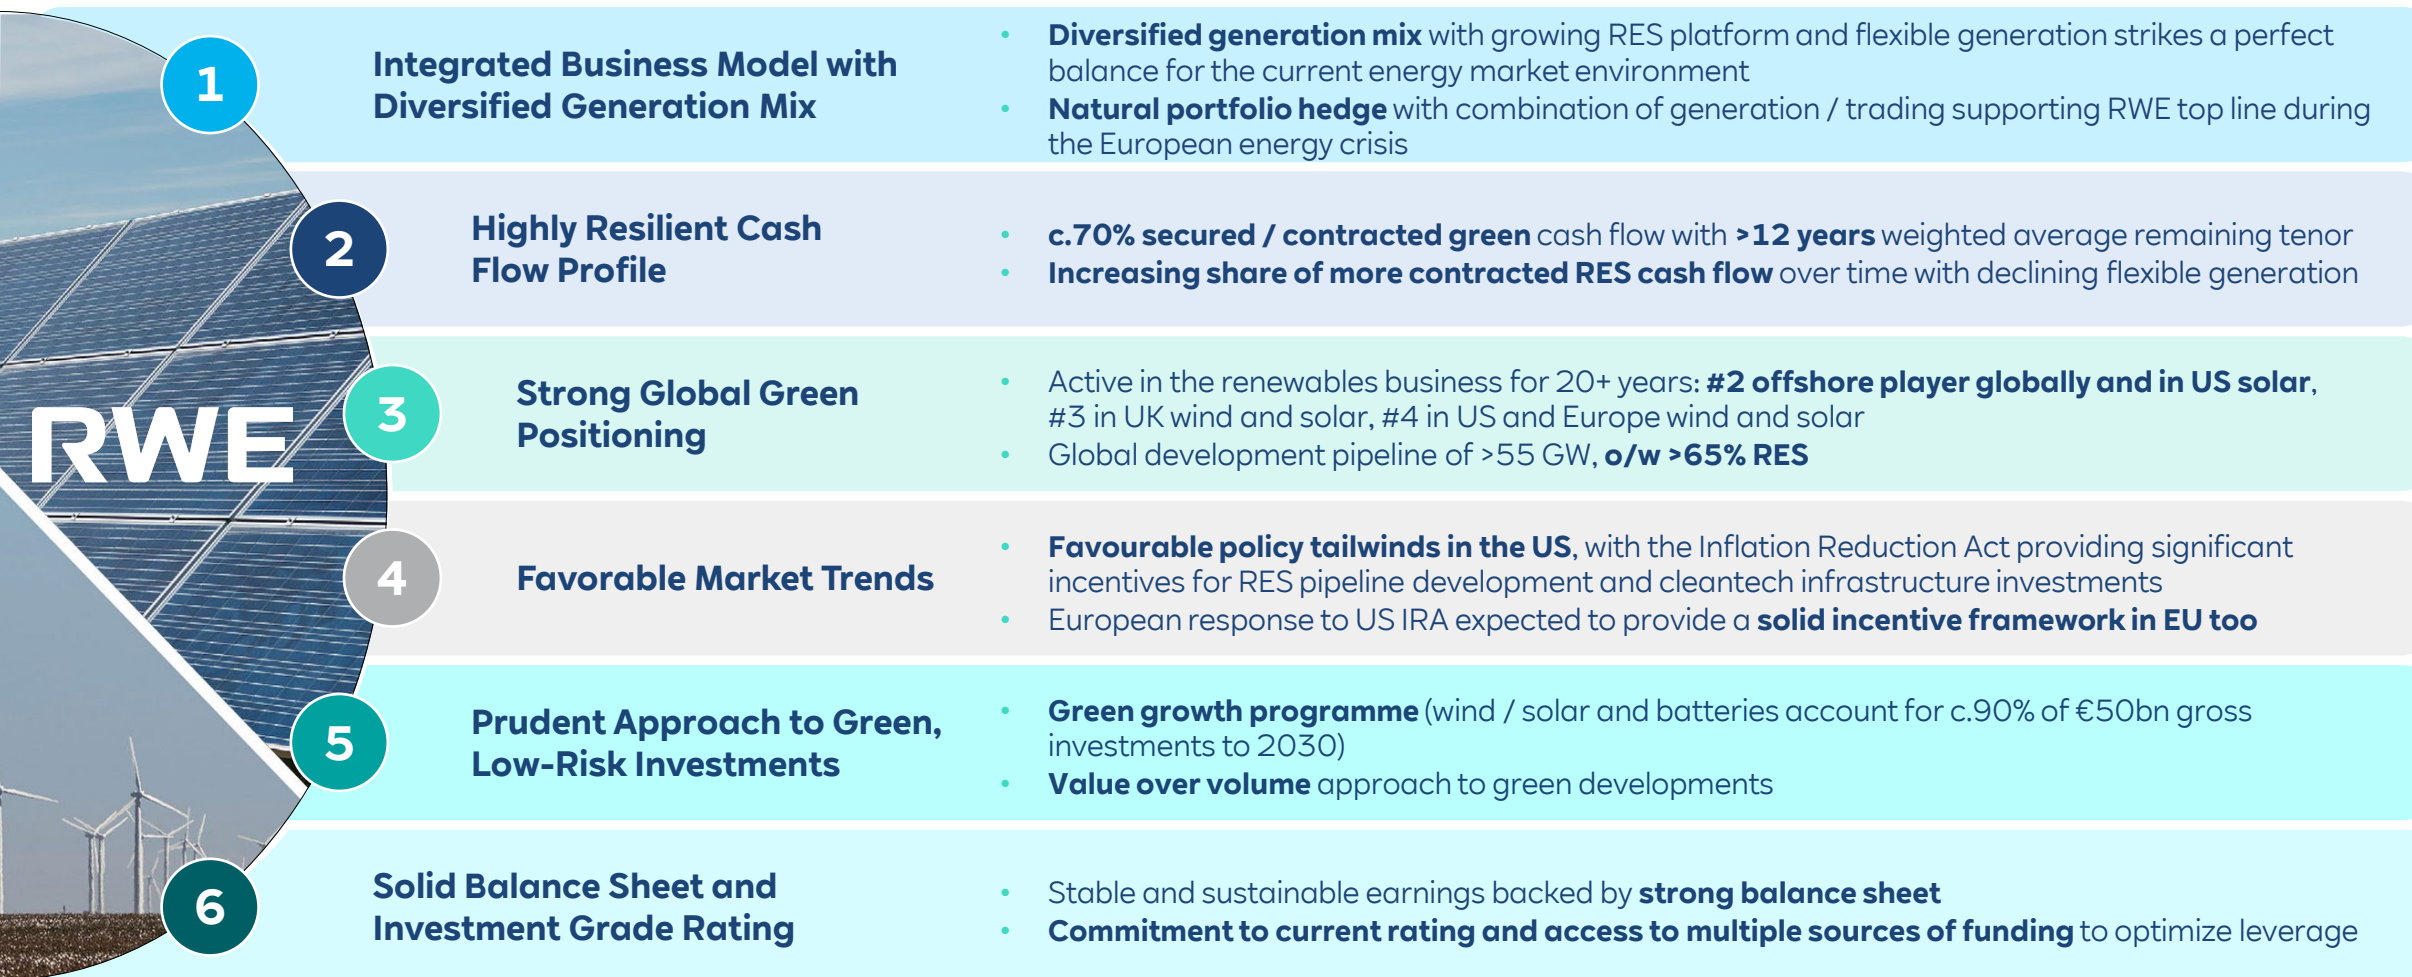 RWE
1
Integrated Business Model with
Diversified Generation Mix
• Diversified generation mix with growing RES platform and flexible generation strikes a perfect
balance for the current energy market environment
• Natural portfolio hedge with combination of generation / trading supporting RWE top line during
the European energy crisis
2
Highly Resilient Cash
Flow Profile
• c.70% secured / contracted green cash flow with >12 years weighted average remaining tenor
• Increasing share of more contracted RES cash flow over time with declining flexible generation
3
Strong Global Green
Positioning
• Active in the renewables business for 20+ years: #2 offshore player globally and in US solar,
#3 in UK wind and solar, #4 in US and Europe wind and solar
• Global development pipeline of >55 GW, o/w >65% RES
4
Favorable Market Trends
• Favourable policy tailwinds in the US, with the Inflation Reduction Act providing significant
incentives for RES pipeline development and cleantech infrastructure investments
• European response to US IRA expected to provide a solid incentive framework in EU too
5
Prudent Approach to Green,
Low-Risk Investments
• Green growth programme (wind / solar and batteries account for c.90% of €50bn gross
investments to 2030)
• Value over volume approach to green developments
6
Solid Balance Sheet and
Investment Grade Rating
• Stable and sustainable earnings backed by strong balance sheet
• Commitment to current rating and access to multiple sources of funding to optimize leverage